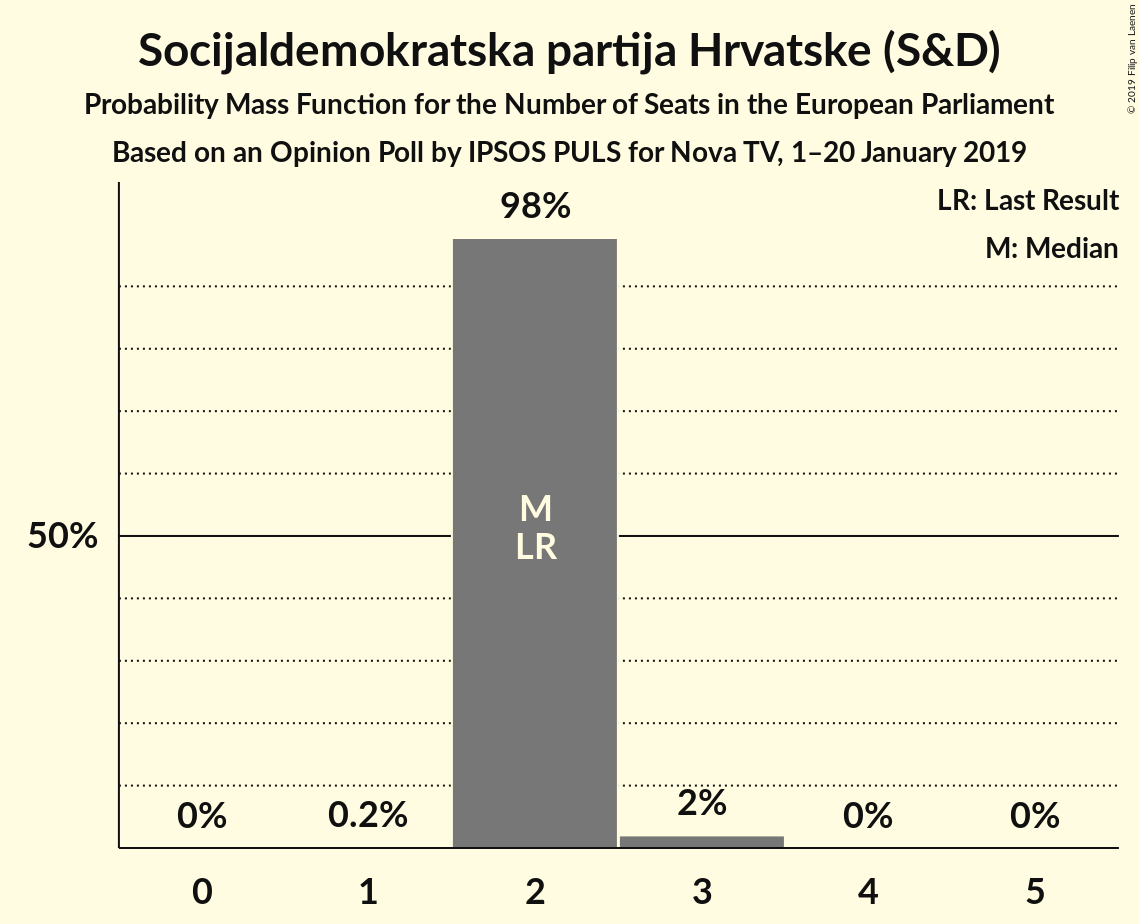 Socijaldemokratska partija Hrvatske (S&D)
Probability Mass Function for the Number of Seats in the European Parliament
Based on an Opinion Poll by IPSOS PULS for Nova TV, 1–20 January 2019
© 2019 Filip van Laenen
LR: Last Result
M: Median
98%
M
LR
50%
0%
0.2%
2%
0%
0%
0
1
2
3
4
5